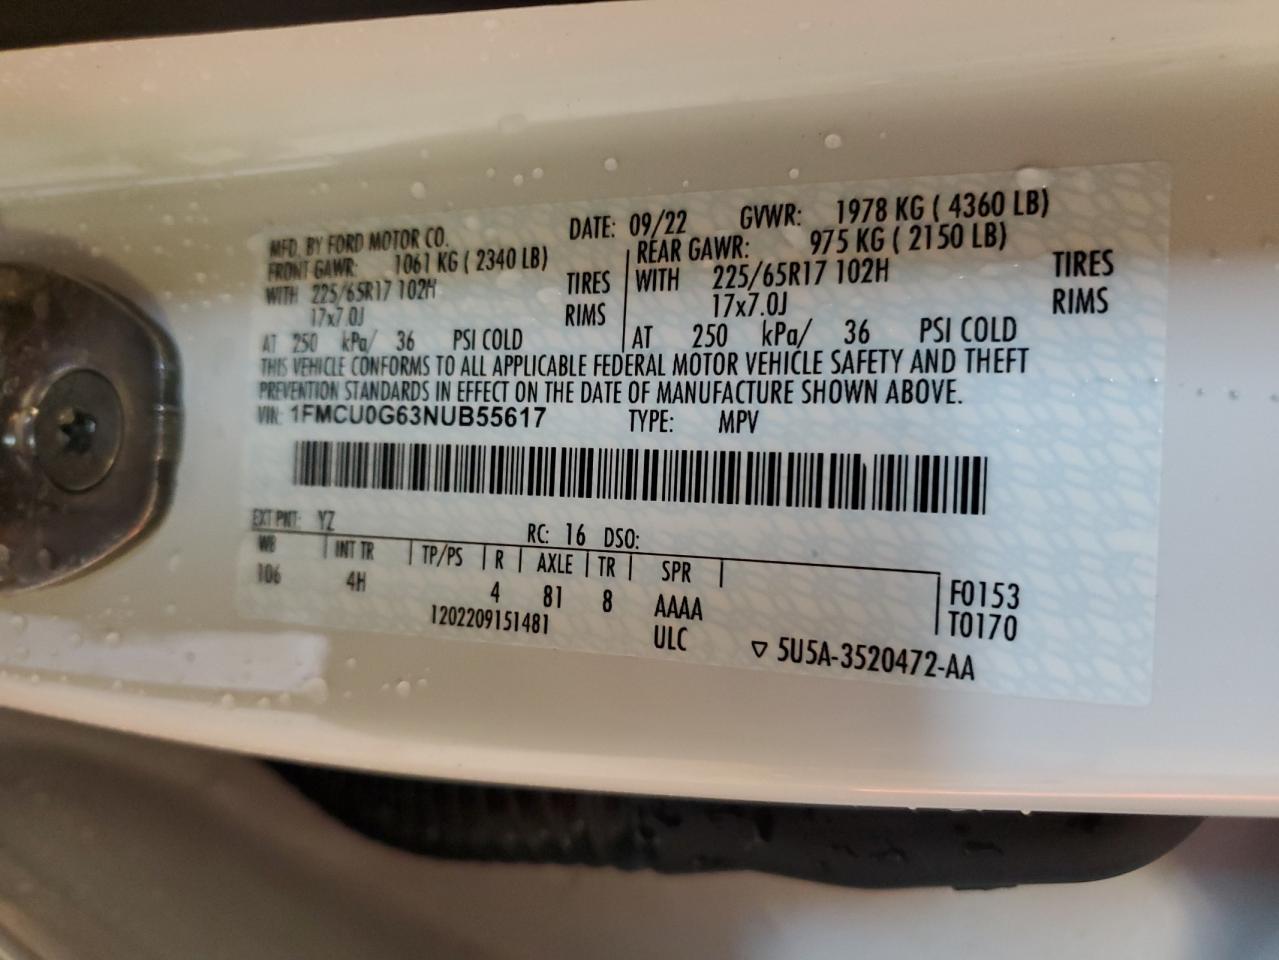 MFD. BY FORD MOTOR CO. DATE: 09/22 GVWR: 1978 KG ( 4360 LB)
FRONT GAWR: 1061 KG ( 2340 LB) REAR GAWR: 975 KG ( 2150 LB)
WITH 225/65R17 102H TIRES WITH 225/65R17 102H TIRES
17x7.0J RIMS 17x7.0J RIMS
AT 250 kPa/ 36 PSI COLD AT 250 kPa/ 36 PSI COLD
THIS VEHICLE CONFORMS TO ALL APPLICABLE FEDERAL MOTOR VEHICLE SAFETY AND THEFT
PREVENTION STANDARDS IN EFFECT ON THE DATE OF MANUFACTURE SHOWN ABOVE.
VIN: 1FMCU0G63NUB55617 TYPE: MPV
EXT PNT: YZ RC: 16 DSO:
WB INT TR TP/PS R AXLE TR SPR
106 4H 4 81 8 AAAA F0153
1202209151481 ULC T0170
▽ 5U5A-3520472-AA